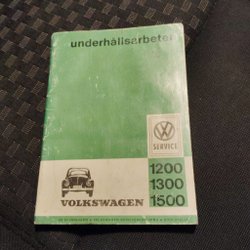 underhållsarbeten
VW
SERVICE
1200
1300
VOLKSWAGEN 1500